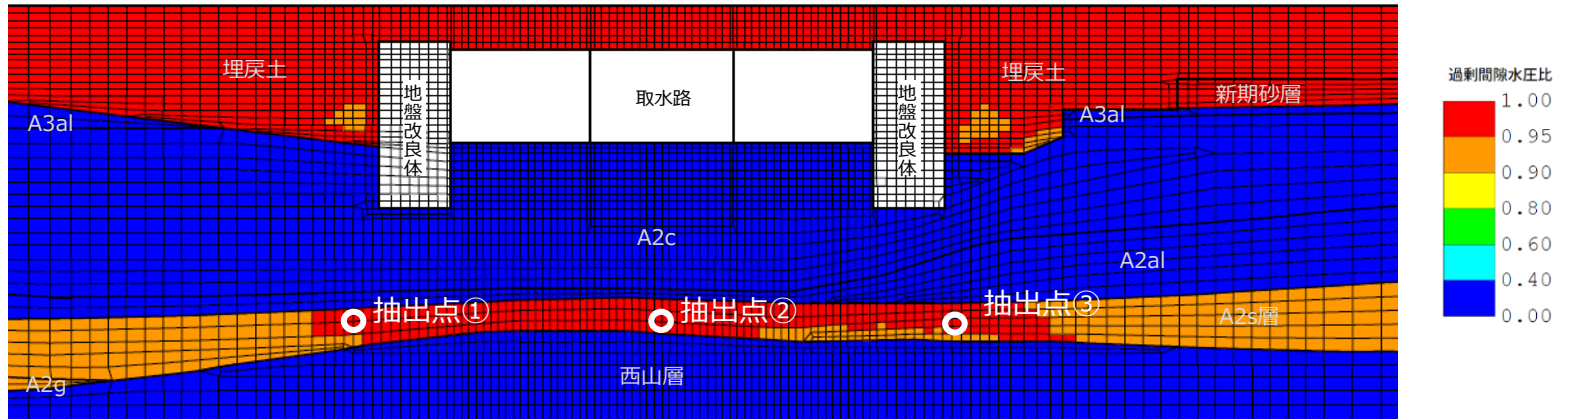 埋戻土
地盤改良体
取水路
地盤改良体
埋戻土
新期砂層
A3al
A3al
A2c
A2al
抽出点①
抽出点②
抽出点③
A2s層
A2g
西山層
過剰間隙水圧比
1.00
0.95
0.90
0.80
0.60
0.40
0.00